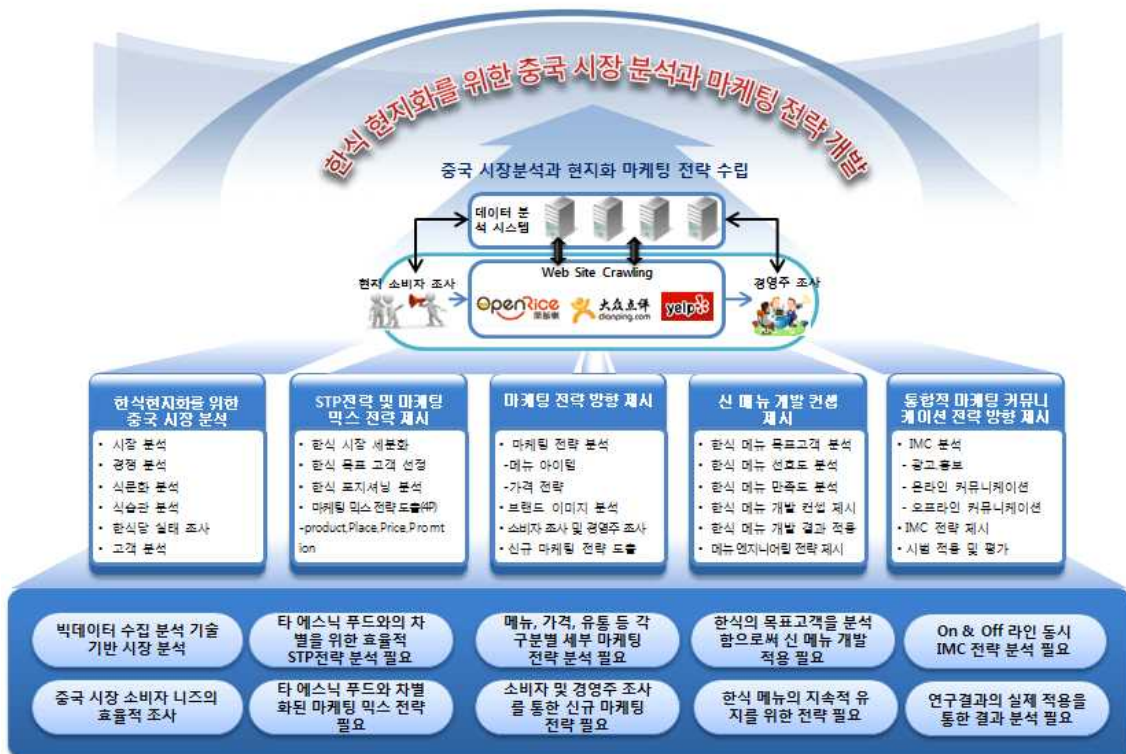 한식 현지화를 위한 중국 시장 분석과 마케팅 전략 개발
중국 시장분석과 현지화 마케팅 전략 수립
데이터 분
석 시스템
현지 소비자 조사
Web Site Crawling
경영주 조사
OpenRice
開飯喇
大众点评
dianping.com
yelp
한식현지화를 위한
중국 시장 분석
• 시장 분석
• 경쟁 분석
• 식문화 분석
• 식습관 분석
• 한식당 실태 조사
• 고객 분석
STP전략 및 마케팅
믹스 전략 제시
• 한식 시장 세분화
• 한식 목표 고객 선정
• 한식 포지셔닝 분석
• 마케팅 믹스 전략 도출(4P)
-product,Place,Price,Promt
ion
마케팅 전략 방향 제시
• 마케팅 전략 분석
-메뉴 아이템
-가격 전략
• 브랜드 이미지 분석
• 소비자 조사 및 경영주 조사
• 신규 마케팅 전략 도출
신 메뉴 개발 컨셉
제시
• 한식 메뉴 목표고객 분석
• 한식 메뉴 선호도 분석
• 한식 메뉴 만족도 분석
• 한식 메뉴 개발 컨셉 제시
• 한식 메뉴 개발 결과 적용
• 메뉴엔지니어링 전략 제시
통합적 마케팅 커뮤니
케이션 전략 방향 제시
• IMC 분석
- 광고.홍보
- 온라인 커뮤니케이션
- 오프라인 커뮤니케이션
• IMC 전략 제시
• 시범 적용 및 평가
빅데이터 수집 분석 기술
기반 시장 분석
타 에스닉 푸드와의 차
별을 위한 효율적
STP전략 분석 필요
메뉴, 가격, 유통 등 각
구분별 세부 마케팅
전략 분석 필요
한식의 목표고객을 분석
함으로써 신 메뉴 개발
적용 필요
On & Off 라인 동시
IMC 전략 분석 필요
중국 시장 소비자 니즈의
효율적 조사
타 에스닉 푸드와 차별
화된 마케팅 믹스 전략
필요
소비자 및 경영주 조사
를 통한 신규 마케팅
전략 필요
한식 메뉴의 지속적 유
지를 위한 전략 필요
연구결과의 실제 적용을
통한 결과 분석 필요